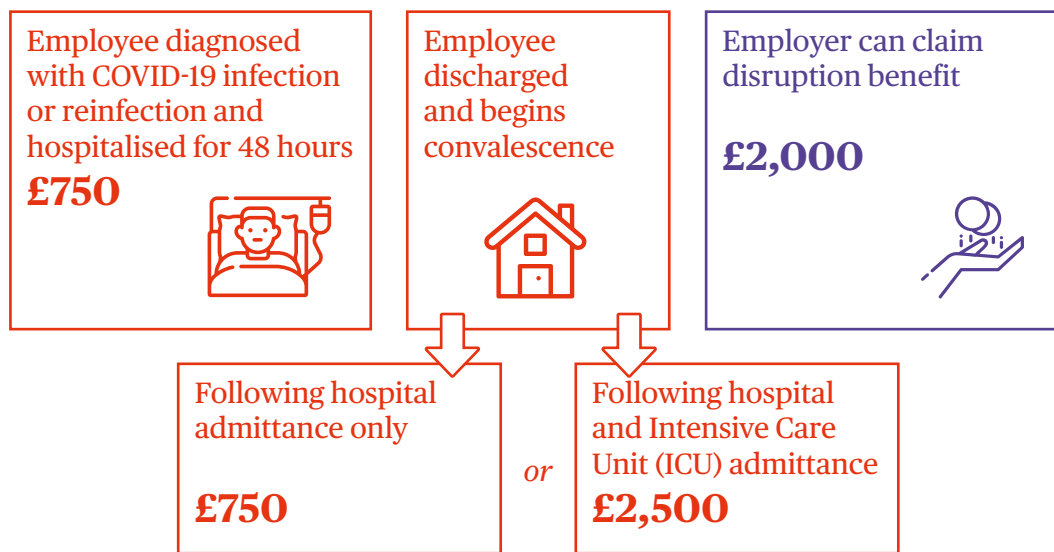 Employee diagnosed
with COVID-19 infection
or reinfection and
hospitalised for 48 hours
£750
Employee
discharged
and begins
convalescence
Employer can claim
disruption benefit
£2,000
Following hospital
admittance only
£750
or
Following hospital
and Intensive Care
Unit (ICU) admittance
£2,500